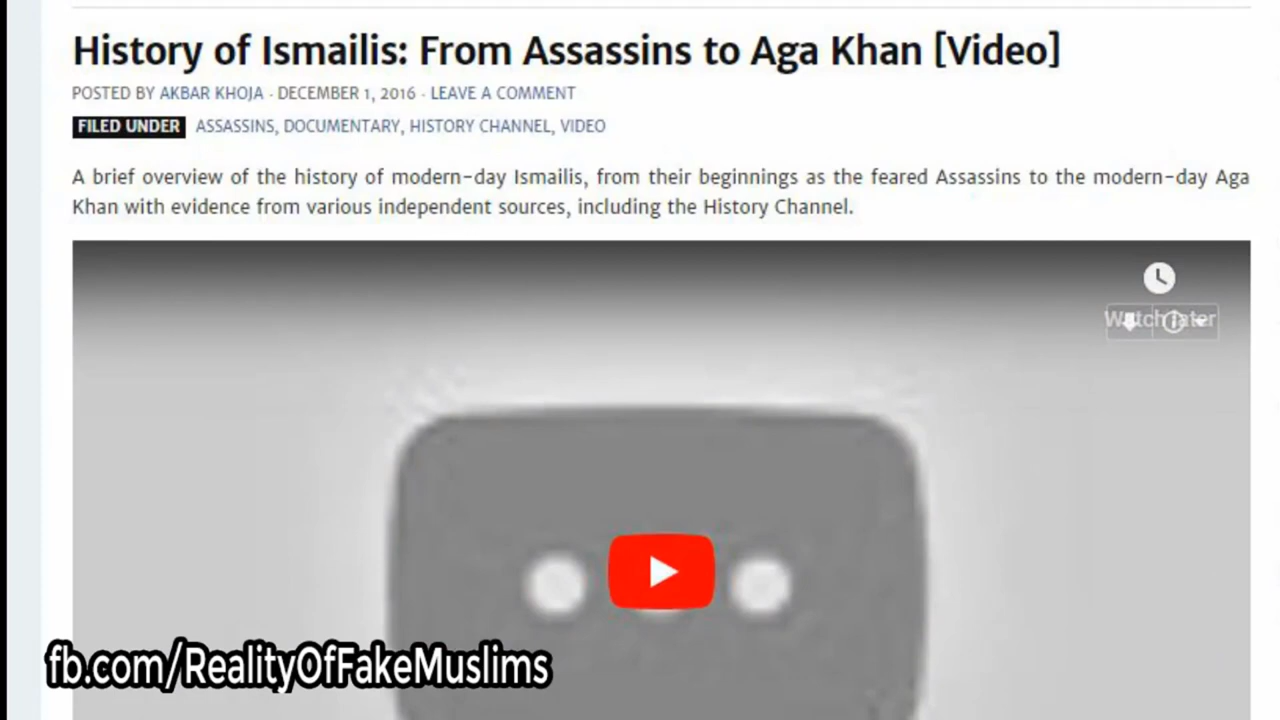 History of Ismailis: From Assassins to Aga Khan [Video]
POSTED BY AKBAR KHOJA · DECEMBER 1, 2016 · LEAVE A COMMENT
FILED UNDER ASSASSINS, DOCUMENTARY, HISTORY CHANNEL, VIDEO
A brief overview of the history of modern-day Ismailis, from their beginnings as the feared Assassins to the modern-day Aga
Khan with evidence from various independent sources, including the History Channel.
Watch later
fb.com/RealityOfFakeMuslims